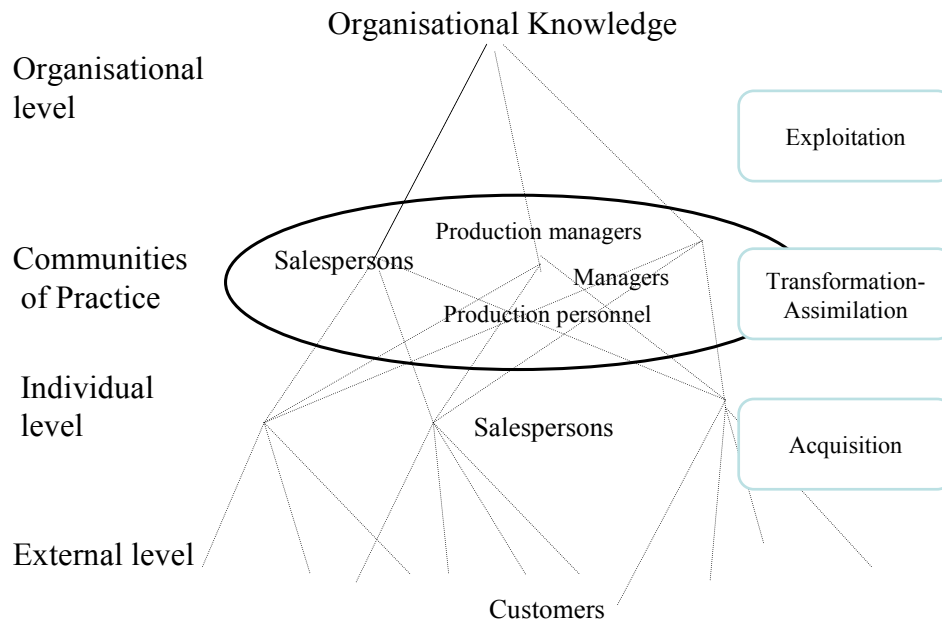 Organisational Knowledge
Organisational
level
Exploitation
Production managers
Salespersons
Communities
of Practice
Managers
Transformation-
Assimilation
Production personnel
Individual
level
Salespersons
Acquisition
External level
Customers